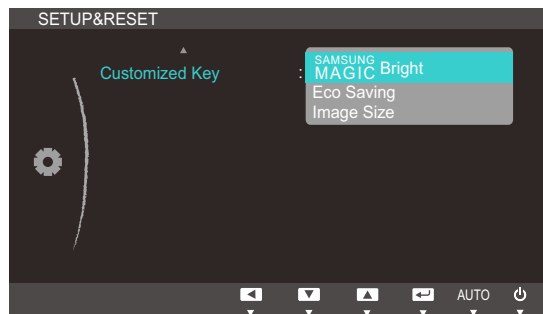 SETUP&RESET
Customized Key : SAMSUNG MAGIC Bright
Eco Saving
Image Size
AUTO